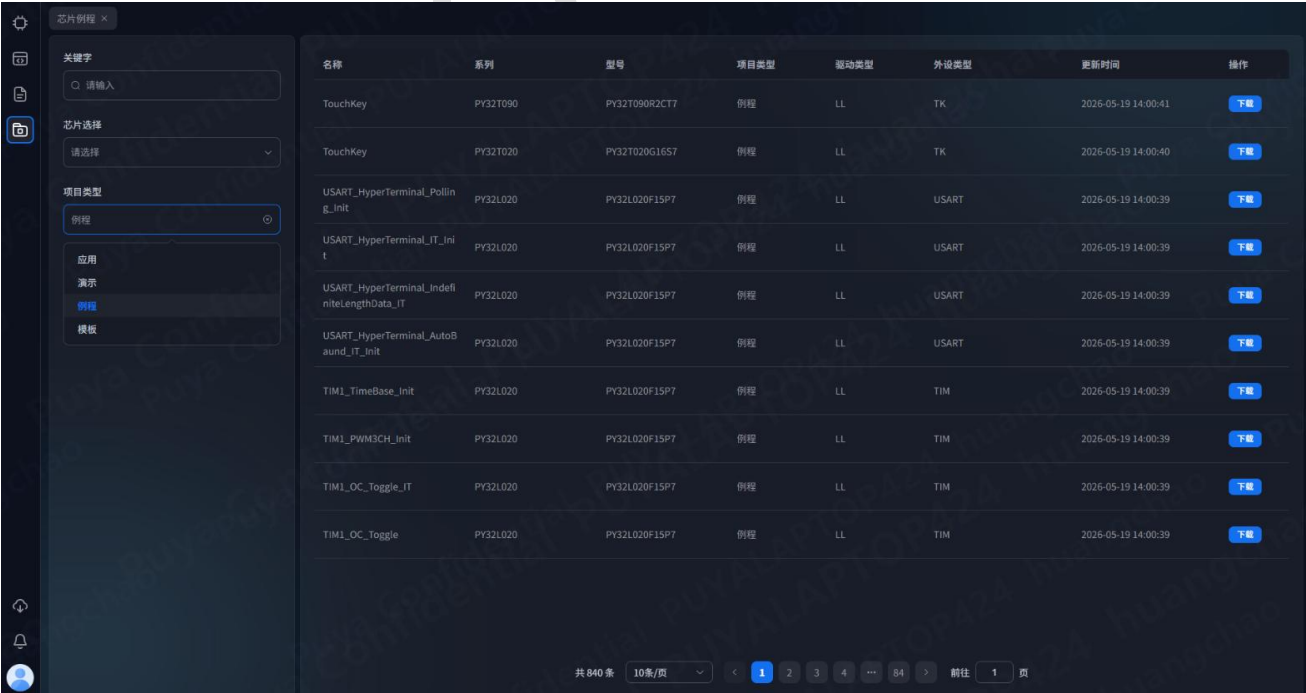 芯片例程 ×
关键字
请输入
芯片选择
请选择
项目类型
例程
应用
演示
例程
模板
名称 系列 型号 项目类型 驱动类型 外设类型 更新时间 操作
TouchKey PY32T090 PY32T090R2CT7 例程 LL TK 2026-05-19 14:00:41 下载
TouchKey PY32T020 PY32T020G16S7 例程 LL TK 2026-05-19 14:00:40 下载
USART_HyperTerminal_Pollin
g_Init PY32L020 PY32L020F15P7 例程 LL USART 2026-05-19 14:00:39 下载
USART_HyperTerminal_IT_Ini
t PY32L020 PY32L020F15P7 例程 LL USART 2026-05-19 14:00:39 下载
USART_HyperTerminal_Indefi
niteLengthData_IT PY32L020 PY32L020F15P7 例程 LL USART 2026-05-19 14:00:39 下载
USART_HyperTerminal_AutoB
aund_IT_Init PY32L020 PY32L020F15P7 例程 LL USART 2026-05-19 14:00:39 下载
TIM1_TimeBase_Init PY32L020 PY32L020F15P7 例程 LL TIM 2026-05-19 14:00:39 下载
TIM1_PWM3CH_Init PY32L020 PY32L020F15P7 例程 LL TIM 2026-05-19 14:00:39 下载
TIM1_OC_Toggle_IT PY32L020 PY32L020F15P7 例程 LL TIM 2026-05-19 14:00:39 下载
TIM1_OC_Toggle PY32L020 PY32L020F15P7 例程 LL TIM 2026-05-19 14:00:39 下载
共 840 条 10条/页 < 1 2 3 4 ··· 84 > 前往 1 页